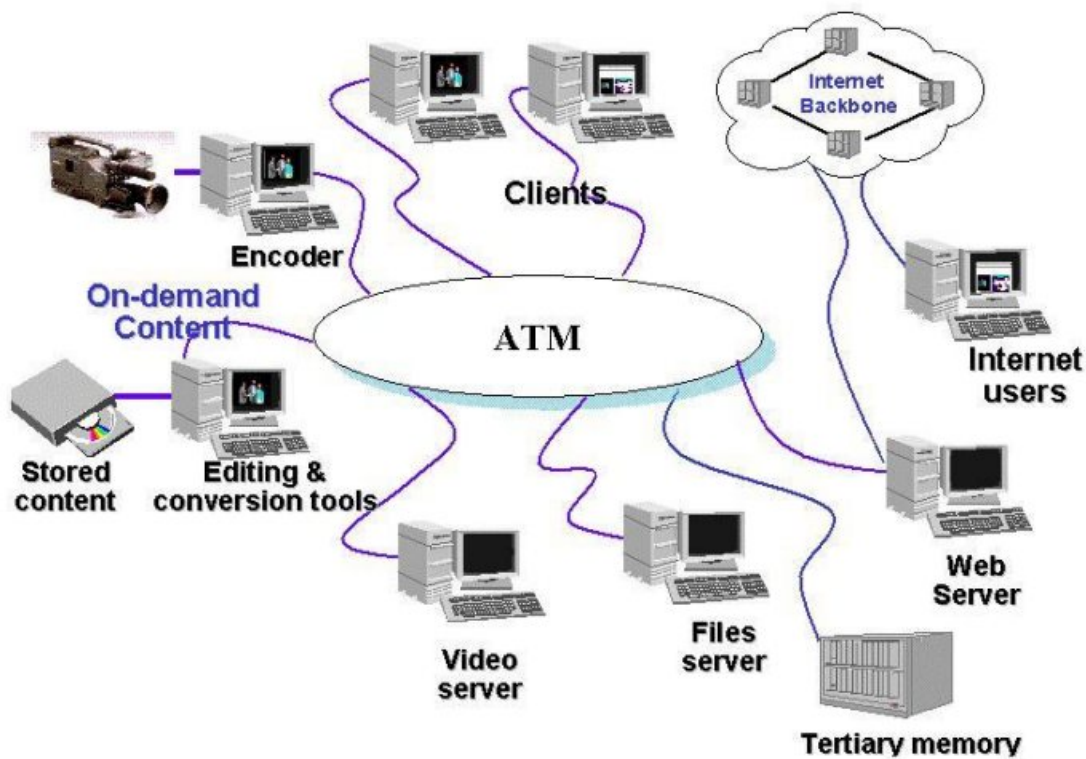 Internet
Backbone
Clients
Encoder
On-demand
Content
ATM
Internet
users
Stored
content
Editing &
conversion tools
Web
Server
Files
server
Video
server
Tertiary memory